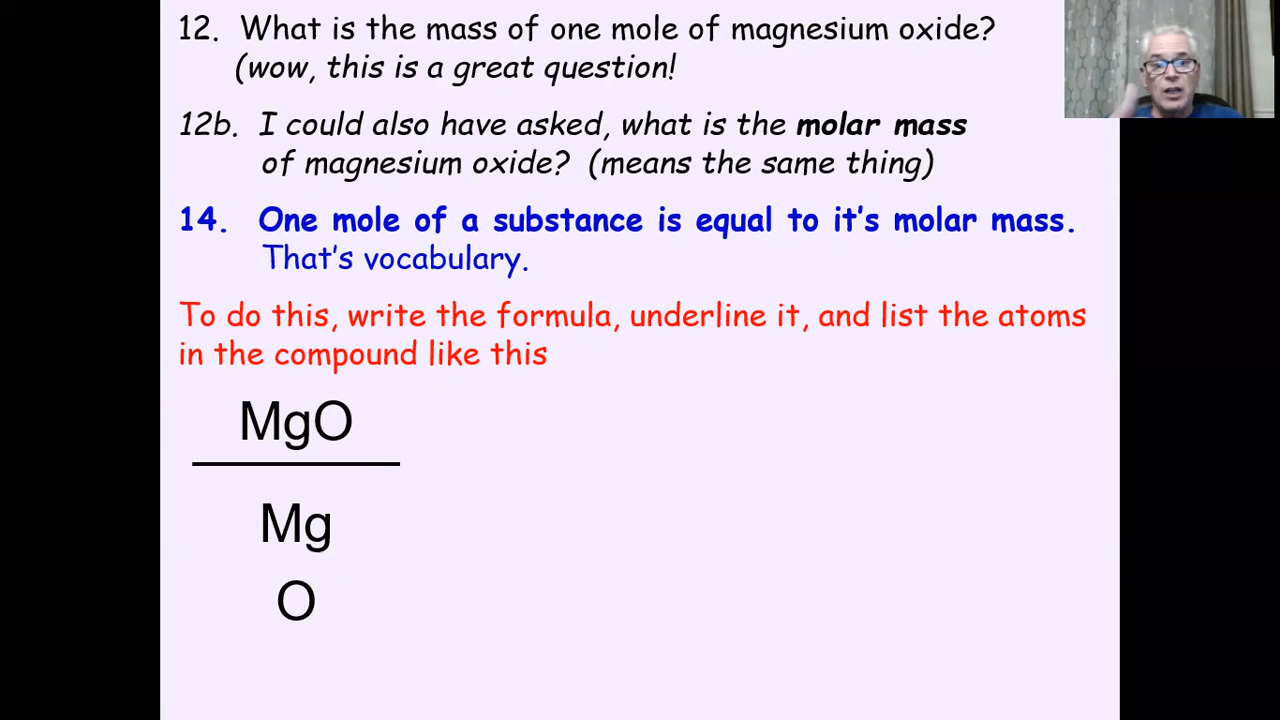 12. What is the mass of one mole of magnesium oxide?
(wow, this is a great question!
12b. I could also have asked, what is the molar mass
of magnesium oxide? (means the same thing)
14. One mole of a substance is equal to it's molar mass.
That's vocabulary.
To do this, write the formula, underline it, and list the atoms
in the compound like this
MgO
Mg
O